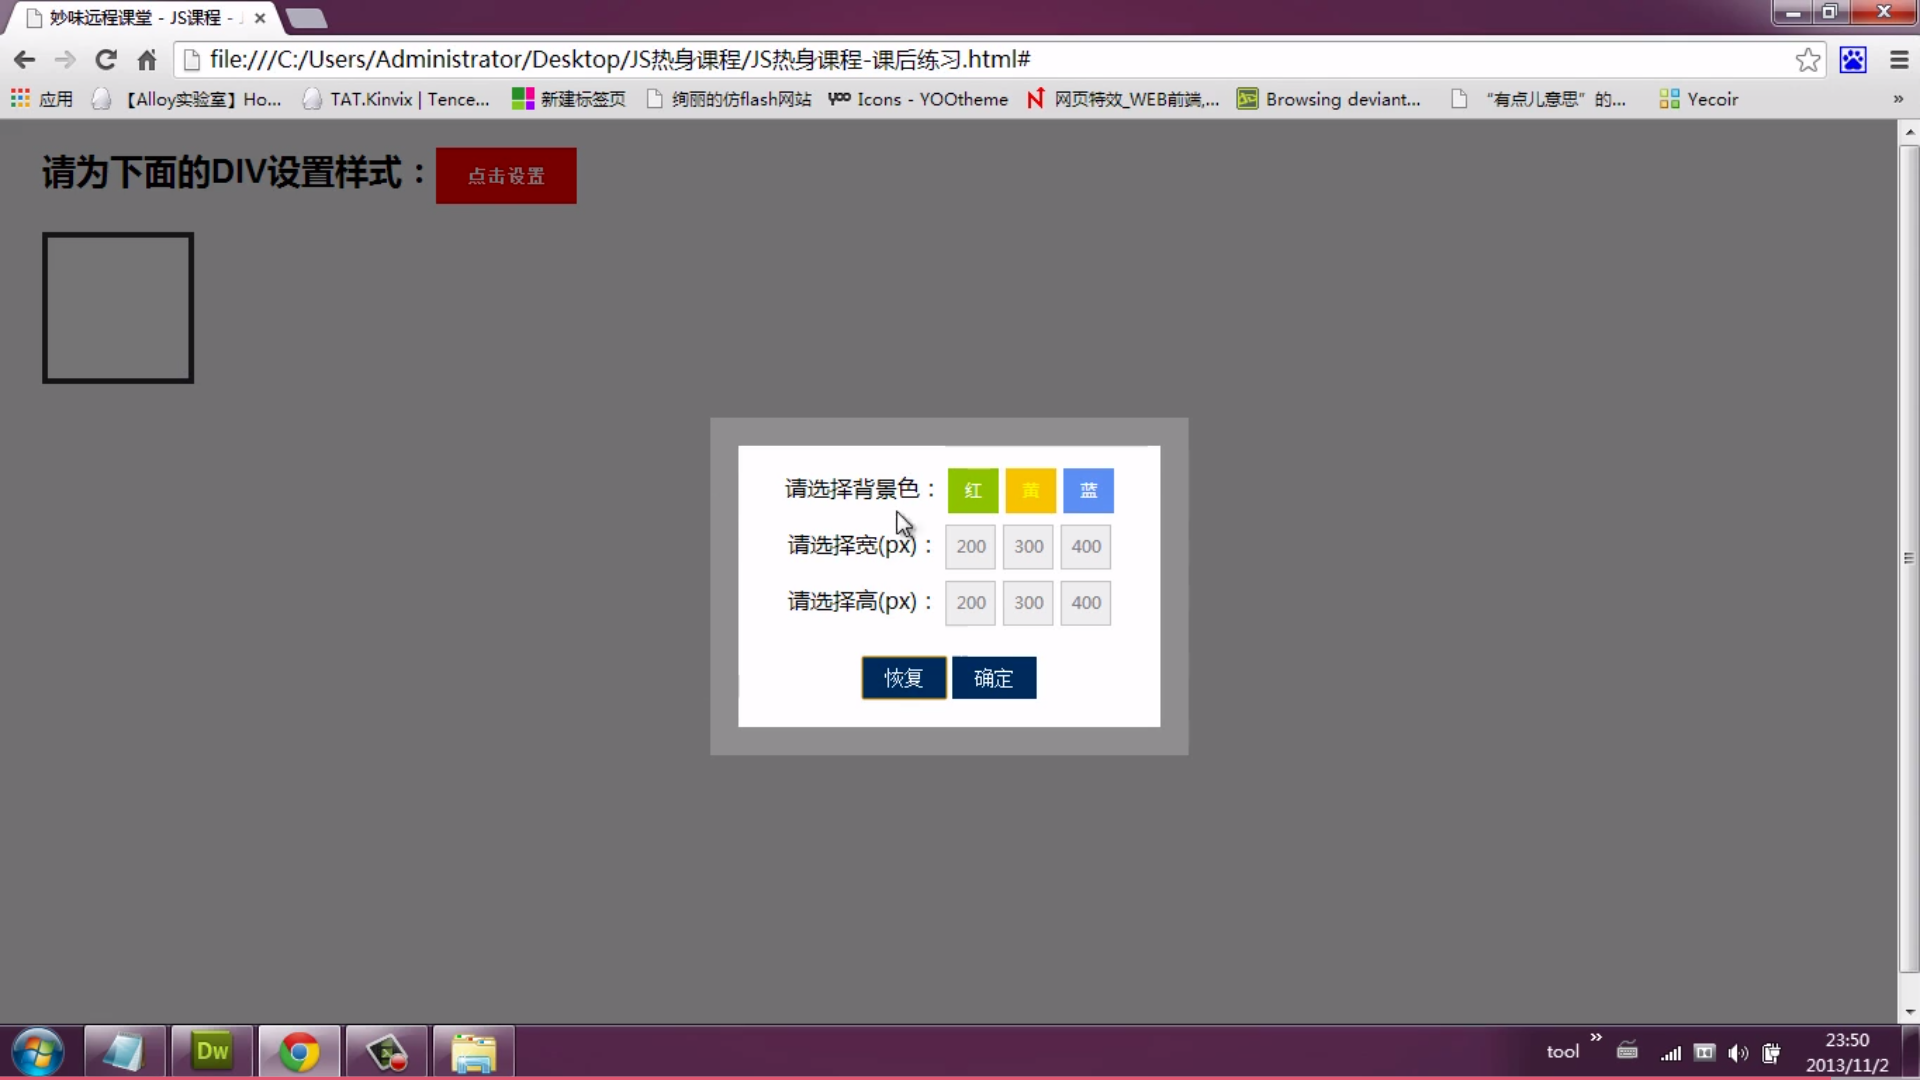 妙味远程课堂 - JS课程 -
file:///C:/Users/Administrator/Desktop/JS热身课程/JS热身课程-课后练习.html#
应用 【Alloy实验室】Ho... TAT.Kinvix | Tence... 新建标签页 绚丽的仿flash网站 YOO Icons - YOOtheme 网页特效_WEB前端,... Browsing deviant... “有点儿意思”的... Yecoir »
请为下面的DIV设置样式： 点击设置
请选择背景色： 红 黄 蓝
请选择宽(px)： 200 300 400
请选择高(px)： 200 300 400
恢复 确定
Dw tool » 23:50
2013/11/2